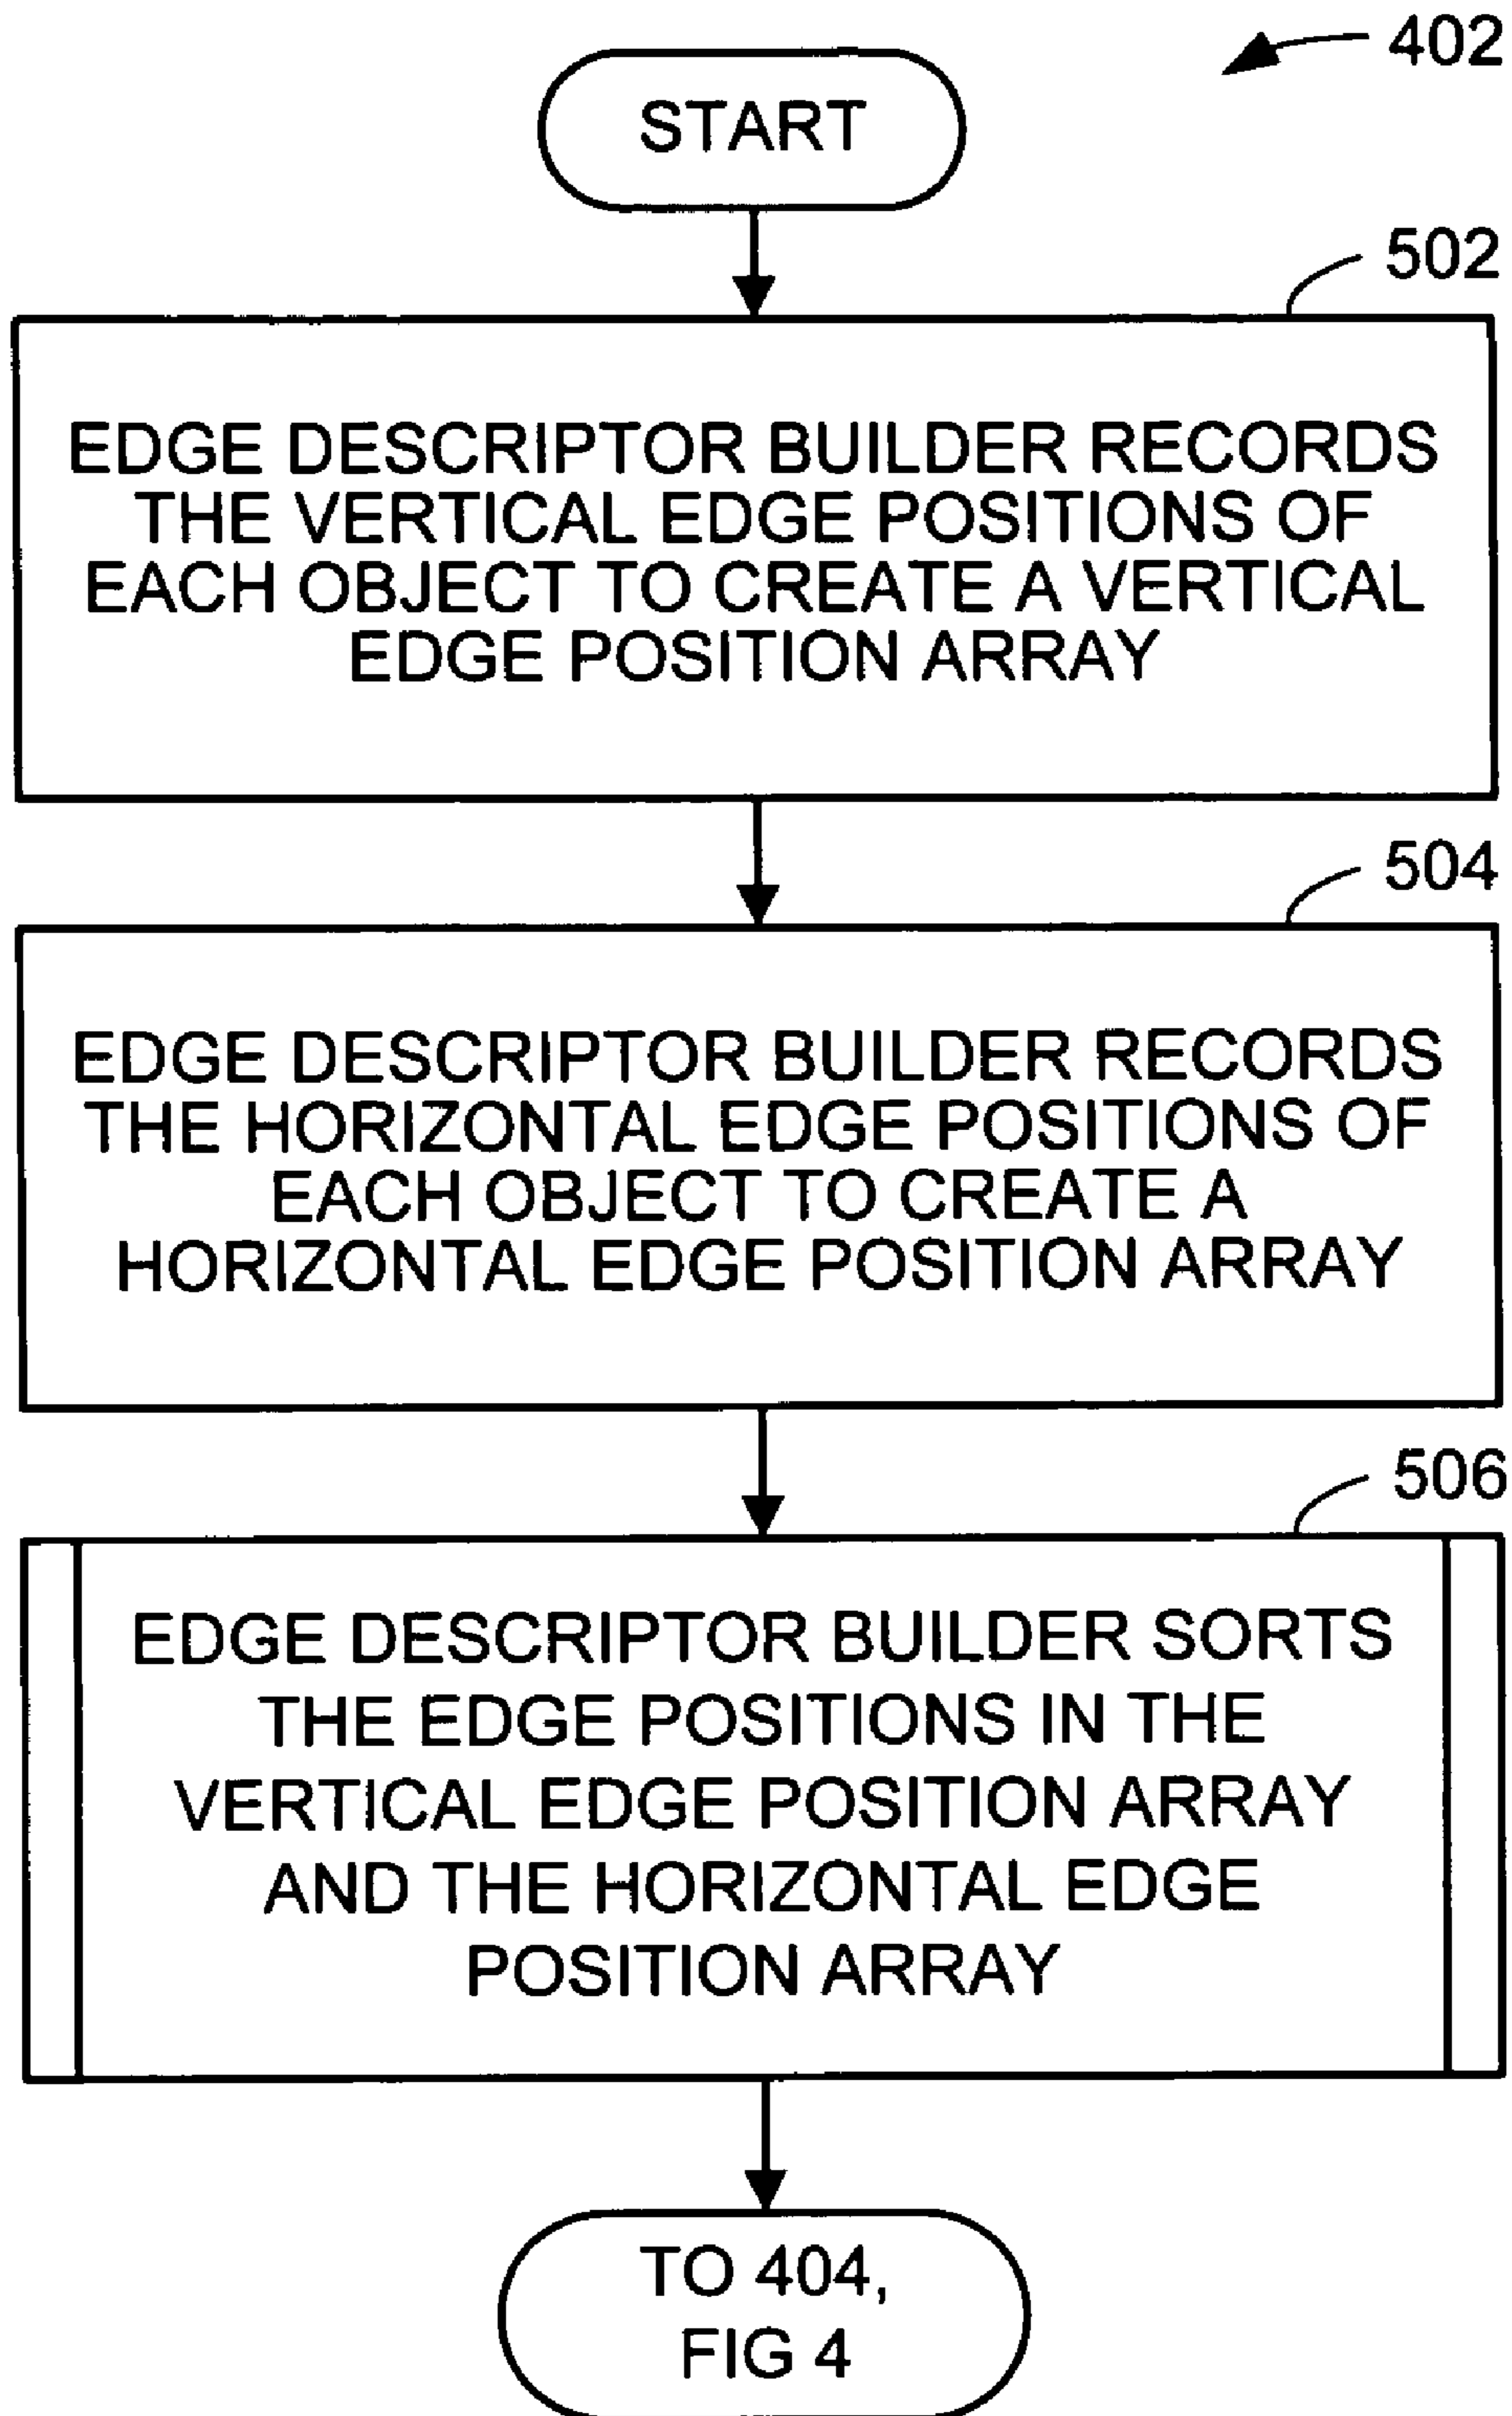 402
START
502
EDGE DESCRIPTOR BUILDER RECORDS
THE VERTICAL EDGE POSITIONS OF
EACH OBJECT TO CREATE A VERTICAL
EDGE POSITION ARRAY
504
EDGE DESCRIPTOR BUILDER RECORDS
THE HORIZONTAL EDGE POSITIONS OF
EACH OBJECT TO CREATE A
HORIZONTAL EDGE POSITION ARRAY
506
EDGE DESCRIPTOR BUILDER SORTS
THE EDGE POSITIONS IN THE
VERTICAL EDGE POSITION ARRAY
AND THE HORIZONTAL EDGE
POSITION ARRAY
TO 404,
FIG 4